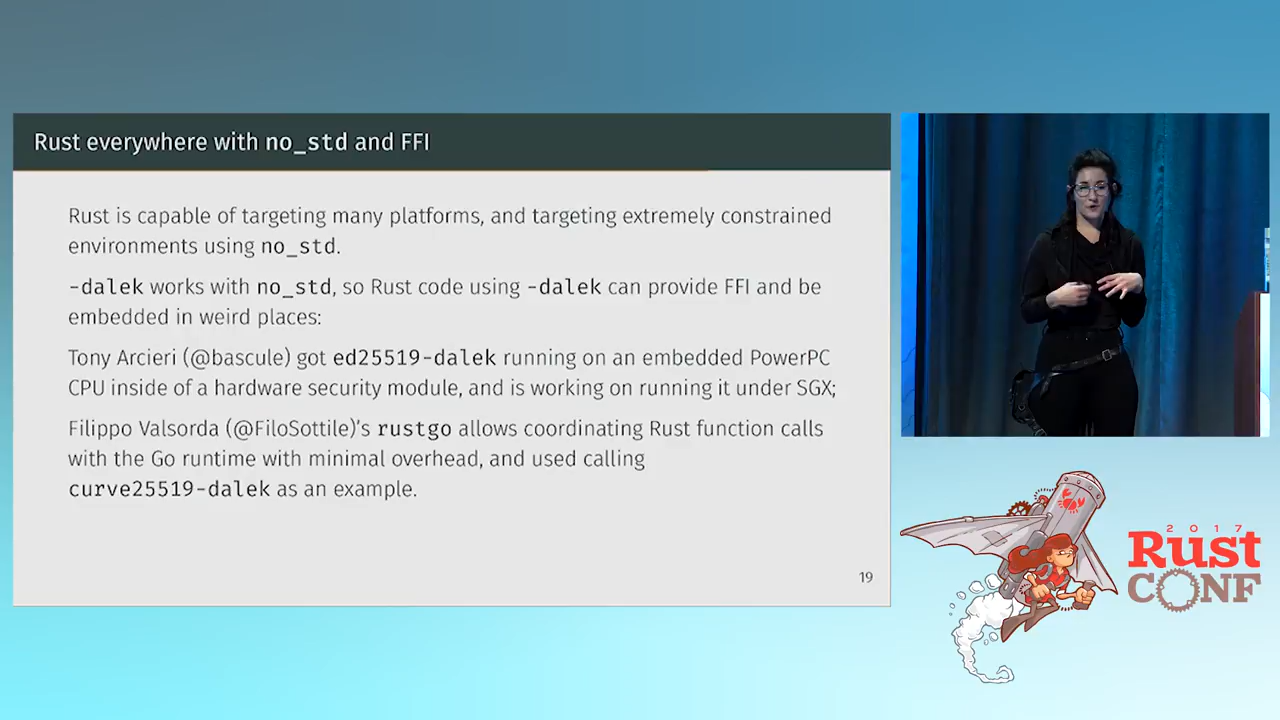 Rust everywhere with no_std and FFI
Rust is capable of targeting many platforms, and targeting extremely constrained
environments using no_std.
-dalek works with no_std, so Rust code using -dalek can provide FFI and be
embedded in weird places:
Tony Arcieri (@bascule) got ed25519-dalek running on an embedded PowerPC
CPU inside of a hardware security module, and is working on running it under SGX;
Filippo Valsorda (@FiloSottile)’s rustgo allows coordinating Rust function calls
with the Go runtime with minimal overhead, and used calling
curve25519-dalek as an example.
19
2017
Rust
CONF